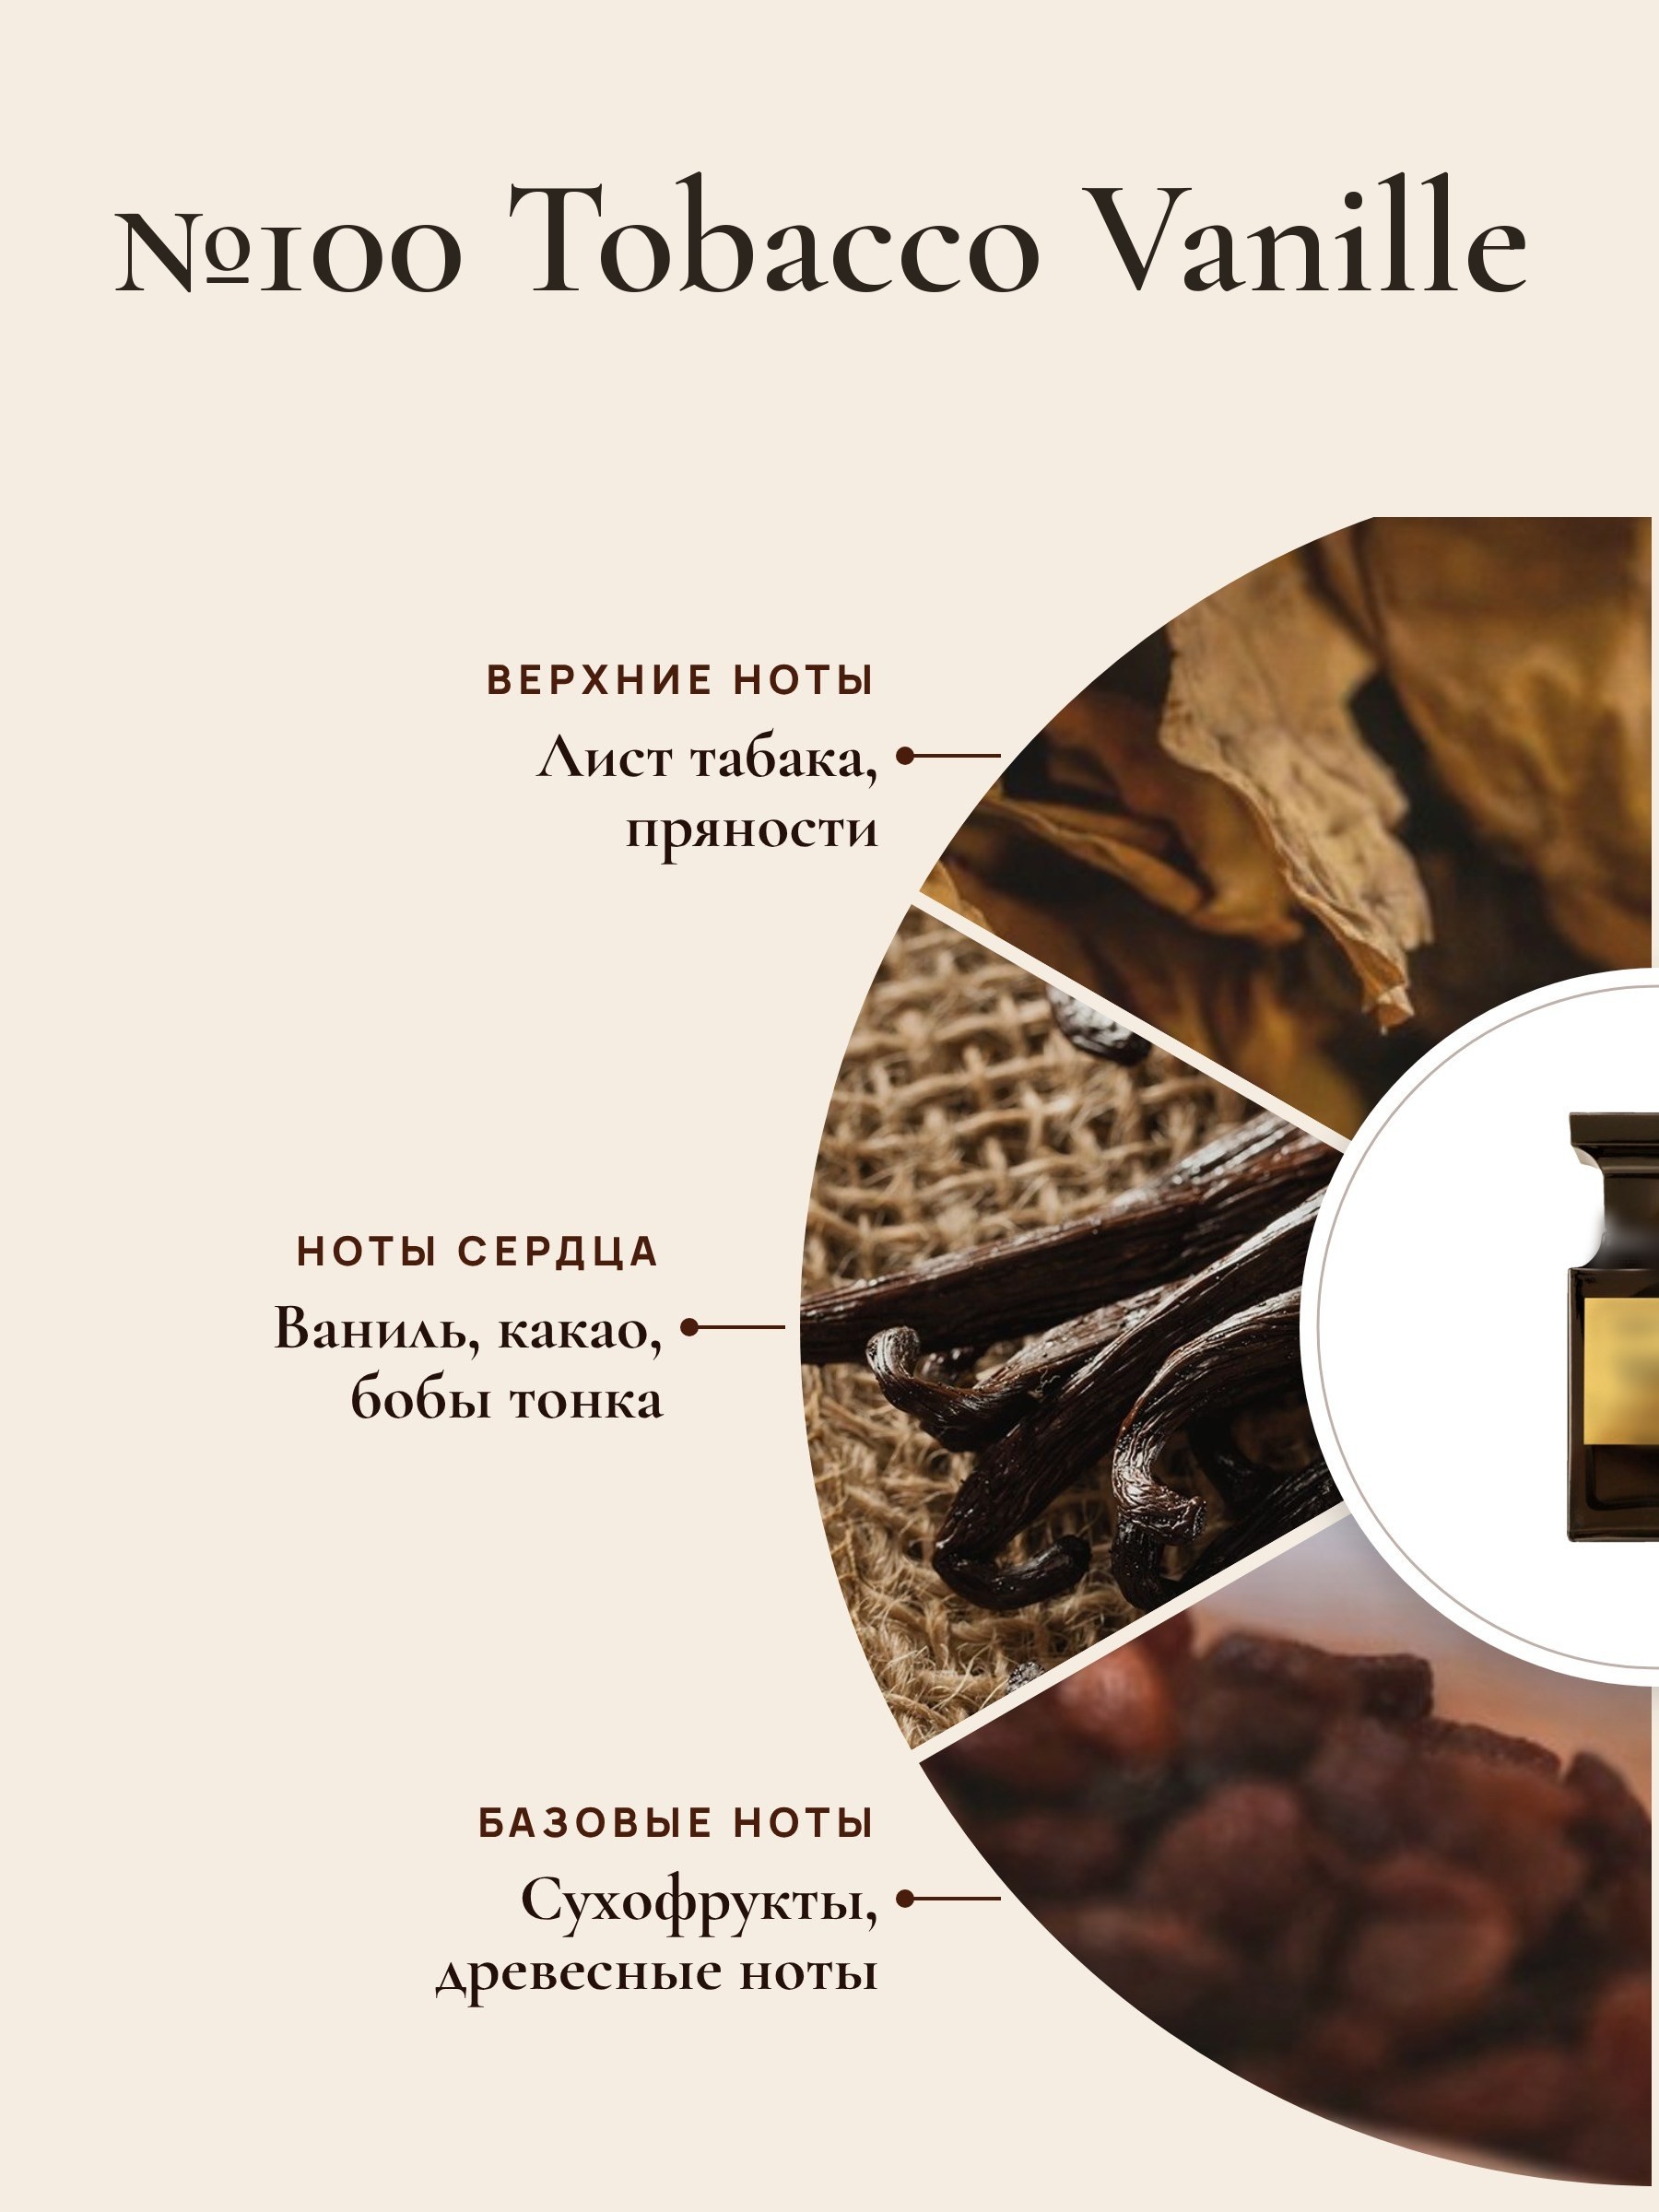 №100 Tobacco Vanille
ВЕРХНИЕ НОТЫ
Лист табака,
пряности
НОТЫ СЕРДЦА
Ваниль, какао,
бобы тонка
БАЗОВЫЕ НОТЫ
Сухофрукты,
древесные ноты